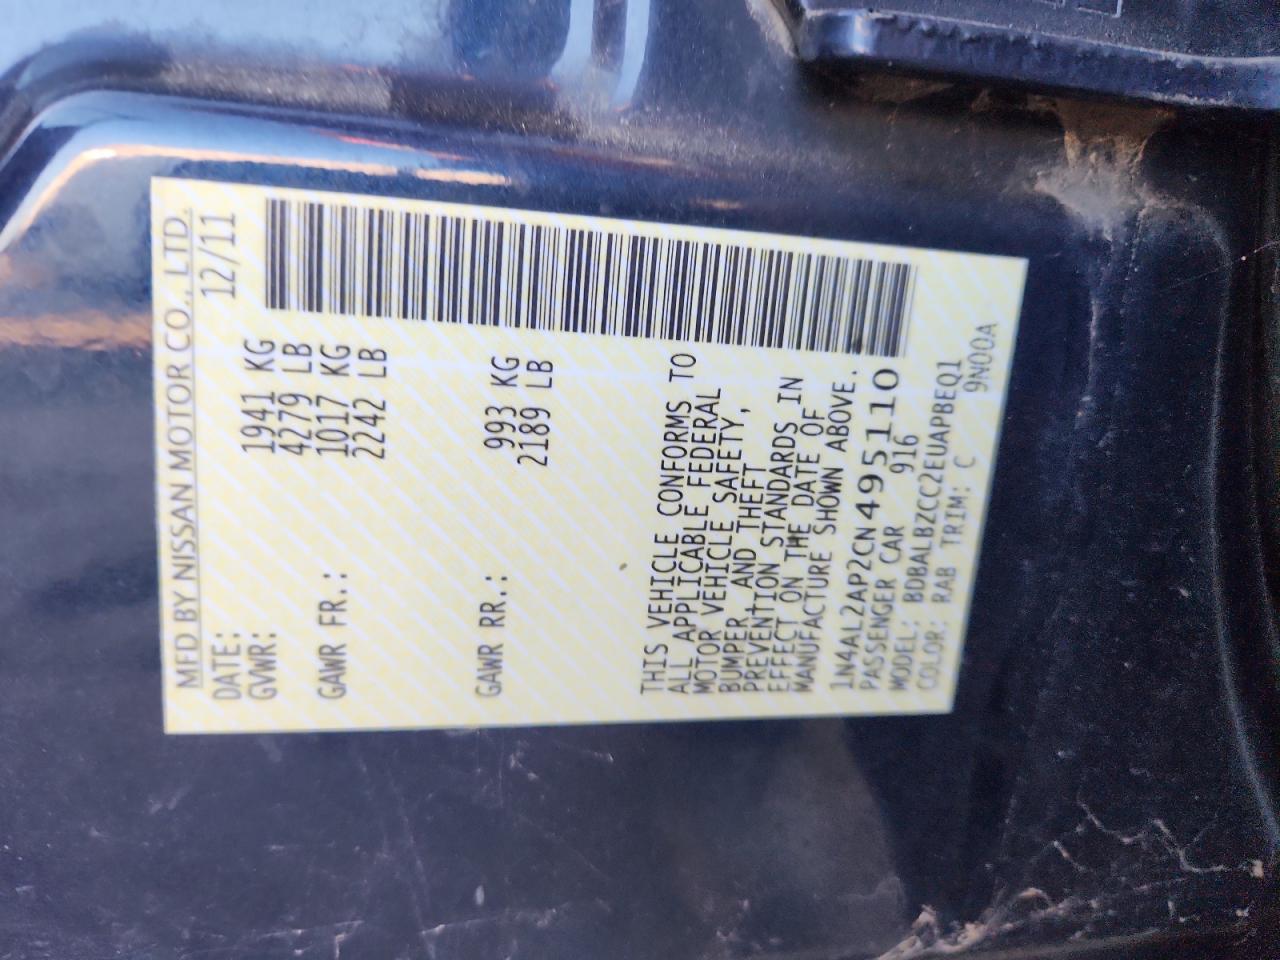 MFD BY NISSAN MOTOR CO., LTD.
DATE: 12/11
GVWR: 1941 KG
4279 LB
GAWR FR.: 1017 KG
2242 LB
GAWR RR.: 993 KG
2189 LB
THIS VEHICLE CONFORMS TO
ALL APPLICABLE FEDERAL
MOTOR VEHICLE SAFETY,
BUMPER AND THEFT
PREVENTION STANDARDS IN
EFFECT ON THE DATE OF
MANUFACTURE SHOWN ABOVE.
1N4AL2AP2CN495110
PASSENGER CAR 916
MODEL: BDBALBZCC2EUAPBEQ1
COLOR: RAB TRIM: C 9N00A